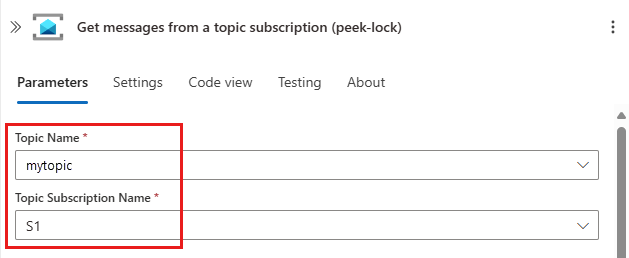 Get messages from a topic subscription (peek-lock)
Parameters Settings Code view Testing About
Topic Name *
mytopic
Topic Subscription Name *
S1